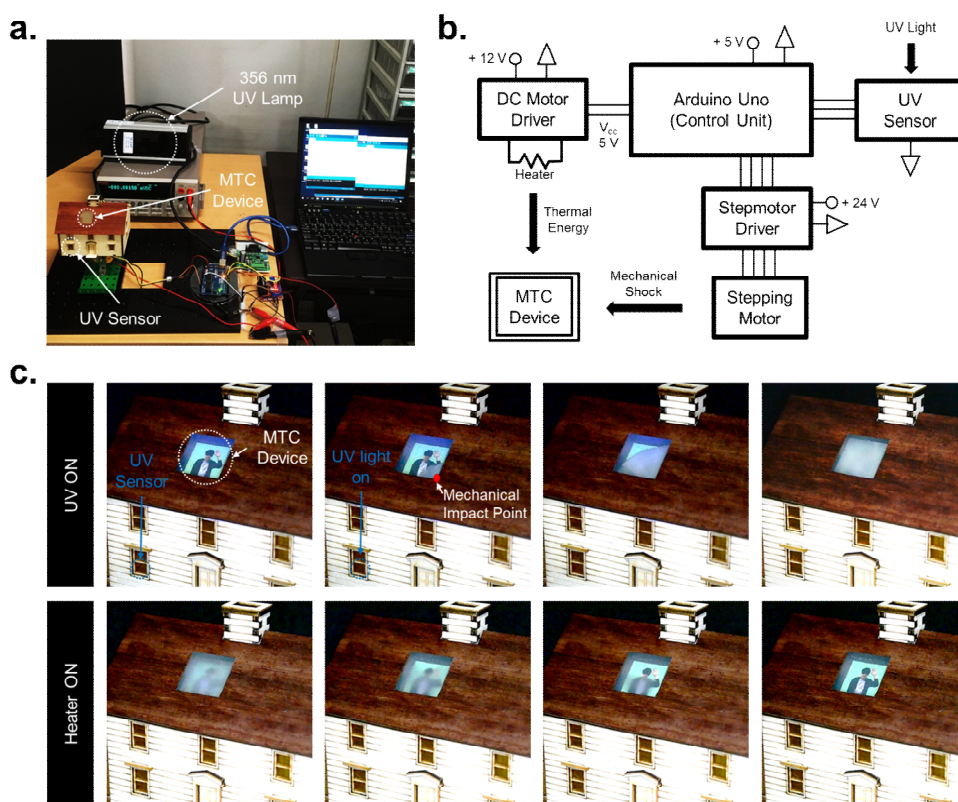 a.
356 nm
UV Lamp
MTC
Device
UV Sensor
b.
+ 12 V
+ 5 V
UV Light
DC Motor
Driver
Heater
Vcc
5 V
Arduino Uno
(Control Unit)
UV
Sensor
Thermal
Energy
Stepmotor
Driver
+ 24 V
MTC
Device
Mechanical
Shock
Stepping
Motor
c.
UV ON
UV
Sensor
MTC
Device
UV light
on
Mechanical
Impact Point
Heater ON